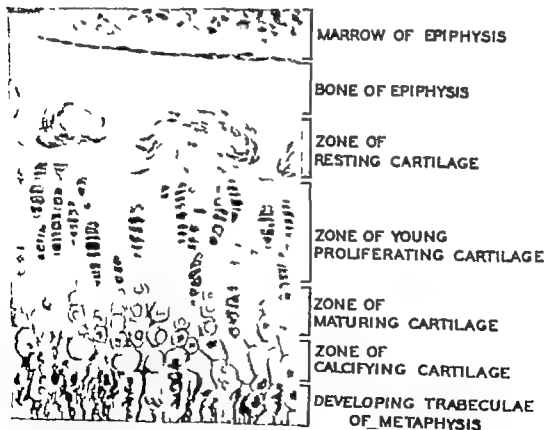 MARROW OF EPIPHYSIS
BONE OF EPIPHYSIS
ZONE OF
RESTING CARTILAGE
ZONE OF YOUNG
PROLIFERATING CARTILAGE
ZONE OF
MATURING CARTILAGE
ZONE OF
CALCIFYING CARTILAGE
DEVELOPING TRABECULAE
OF METAPHYSIS